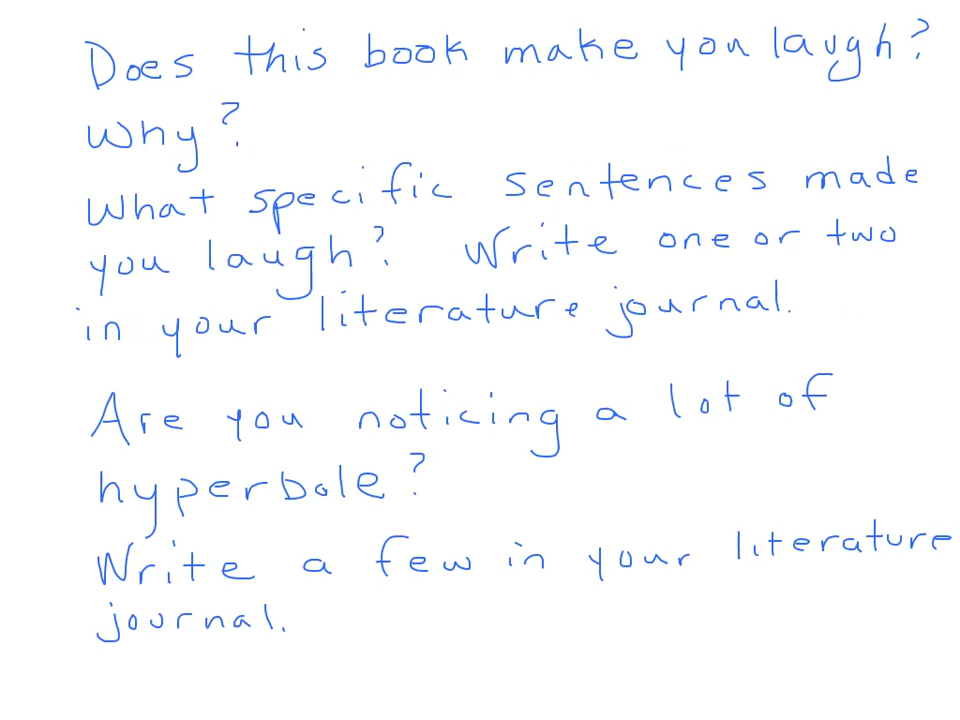 Does this book make you laugh?
Why?
What specific sentences made
you laugh? Write one or two
in your literature journal.
Are you noticing a lot of
hyperbole?
Write a few in your literature
journal.